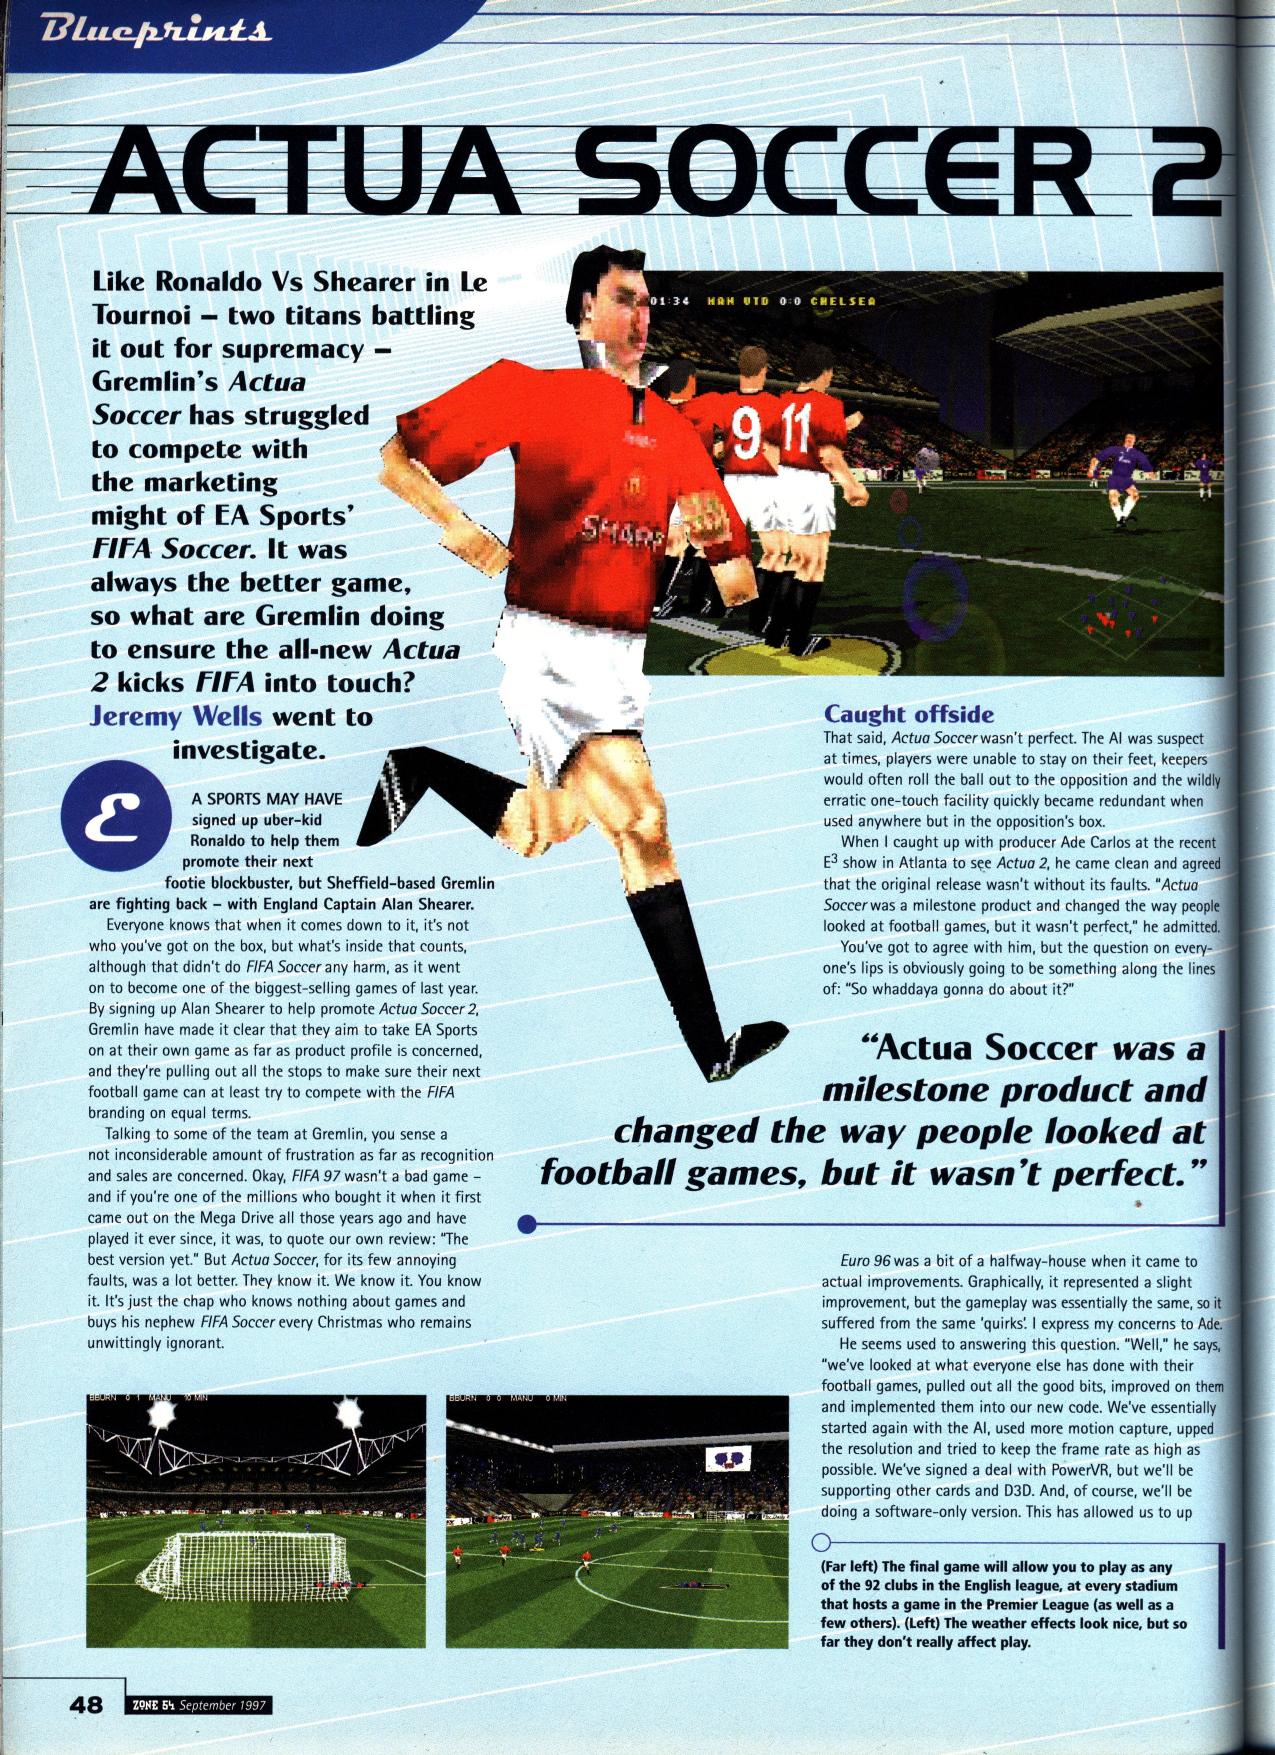 Blueprints
ACTUA SOCCER 2
Like Ronaldo Vs Shearer in Le
Tournoi – two titans battling
it out for supremacy –
Gremlin's Actua
Soccer has struggled
to compete with
the marketing
might of EA Sports'
FIFA Soccer. It was
always the better game,
so what are Gremlin doing
to ensure the all-new Actua
2 kicks FIFA into touch?
Jeremy Wells went to
investigate.
01:34 MAN UTD 0:0 CHELSEA
9 11
SHARP
E
A SPORTS MAY HAVE
signed up uber-kid
Ronaldo to help them
promote their next
footie blockbuster, but Sheffield-based Gremlin
are fighting back – with England Captain Alan Shearer.
Everyone knows that when it comes down to it, it's not
who you've got on the box, but what's inside that counts,
although that didn't do FIFA Soccer any harm, as it went
on to become one of the biggest-selling games of last year.
By signing up Alan Shearer to help promote Actua Soccer 2,
Gremlin have made it clear that they aim to take EA Sports
on at their own game as far as product profile is concerned,
and they're pulling out all the stops to make sure their next
football game can at least try to compete with the FIFA
branding on equal terms.
Talking to some of the team at Gremlin, you sense a
not inconsiderable amount of frustration as far as recognition
and sales are concerned. Okay, FIFA 97 wasn't a bad game –
and if you're one of the millions who bought it when it first
came out on the Mega Drive all those years ago and have
played it ever since, it was, to quote our own review: "The
best version yet." But Actua Soccer, for its few annoying
faults, was a lot better. They know it. We know it. You know
it. It's just the chap who knows nothing about games and
buys his nephew FIFA Soccer every Christmas who remains
unwittingly ignorant.
Caught offside
That said, Actua Soccer wasn't perfect. The AI was suspect
at times, players were unable to stay on their feet, keepers
would often roll the ball out to the opposition and the wildly
erratic one-touch facility quickly became redundant when
used anywhere but in the opposition's box.
When I caught up with producer Ade Carlos at the recent
E3 show in Atlanta to see Actua 2, he came clean and agreed
that the original release wasn't without its faults. "Actua
Soccer was a milestone product and changed the way people
looked at football games, but it wasn't perfect," he admitted.
You've got to agree with him, but the question on every-
one's lips is obviously going to be something along the lines
of: "So whaddaya gonna do about it?"
"Actua Soccer was a
milestone product and
changed the way people looked at
football games, but it wasn't perfect."
Euro 96 was a bit of a halfway-house when it came to
actual improvements. Graphically, it represented a slight
improvement, but the gameplay was essentially the same, so it
suffered from the same 'quirks'. I express my concerns to Ade.
He seems used to answering this question. "Well," he says,
"we've looked at what everyone else has done with their
football games, pulled out all the good bits, improved on them
and implemented them into our new code. We've essentially
started again with the AI, used more motion capture, upped
the resolution and tried to keep the frame rate as high as
possible. We've signed a deal with PowerVR, but we'll be
supporting other cards and D3D. And, of course, we'll be
doing a software-only version. This has allowed us to up
BBURN 0 1 MANU 10 MIN
BBURN 0 0 MANU 0 MIN
(Far left) The final game will allow you to play as any
of the 92 clubs in the English league, at every stadium
that hosts a game in the Premier League (as well as a
few others). (Left) The weather effects look nice, but so
far they don't really affect play.
48 ZONE 54 September 1997